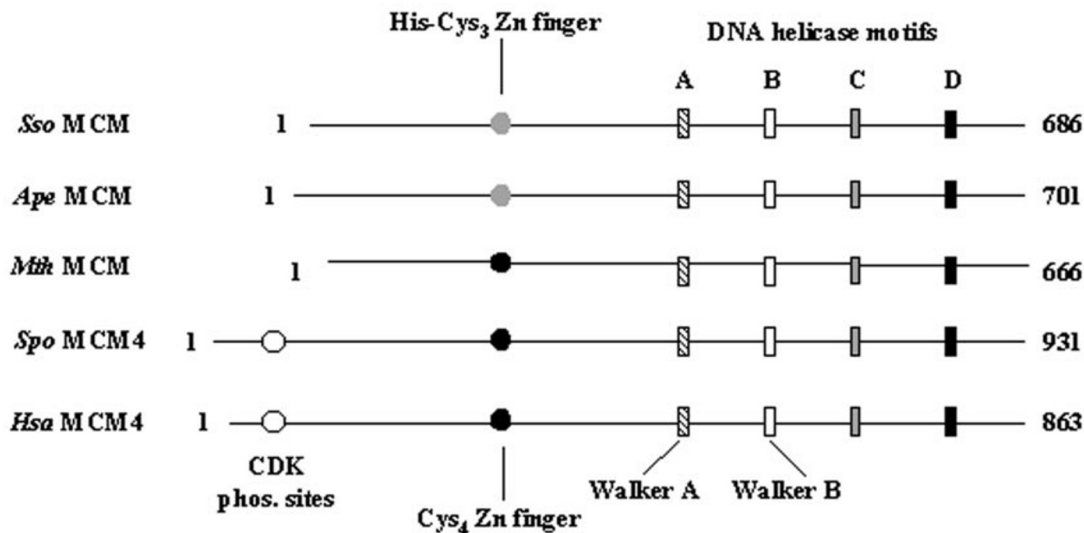 His-Cys3 Zn finger
DNA helicase motifs
A B C D
Sso MCM 1 686
Ape MCM 1 701
Mth MCM 1 666
Spo MCM4 1 931
Hsa MCM4 1 863
CDK
phos. sites
Walker A Walker B
Cys4 Zn finger